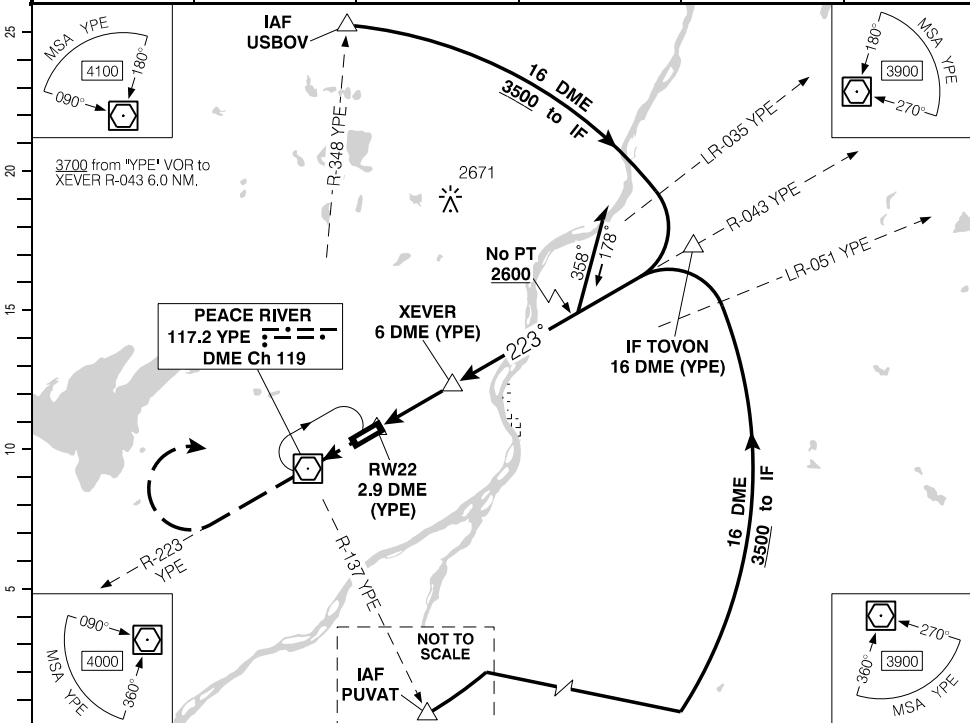 25
20
15
10
5
MSA YPE
4100
180°
090°
3700 from "YPE" VOR to
XEVER R-043 6.0 NM.
IAF
USBOV
R-348 YPE
16 DME
3500 to IF
2671
MSA YPE
3900
180°
270°
LR-035 YPE
R-043 YPE
LR-051 YPE
No PT
2600
358°
178°
PEACE RIVER
117.2 YPE
DME Ch 119
XEVER
6 DME (YPE)
223°
IF TOVON
16 DME (YPE)
RW22
2.9 DME
(YPE)
R-223
YPE
R-137 YPE
16 DME
3500 to IF
NOT TO
SCALE
IAF
PUVAT
090°
4000
360°
MSA YPE
270°
3900
360°
MSA YPE